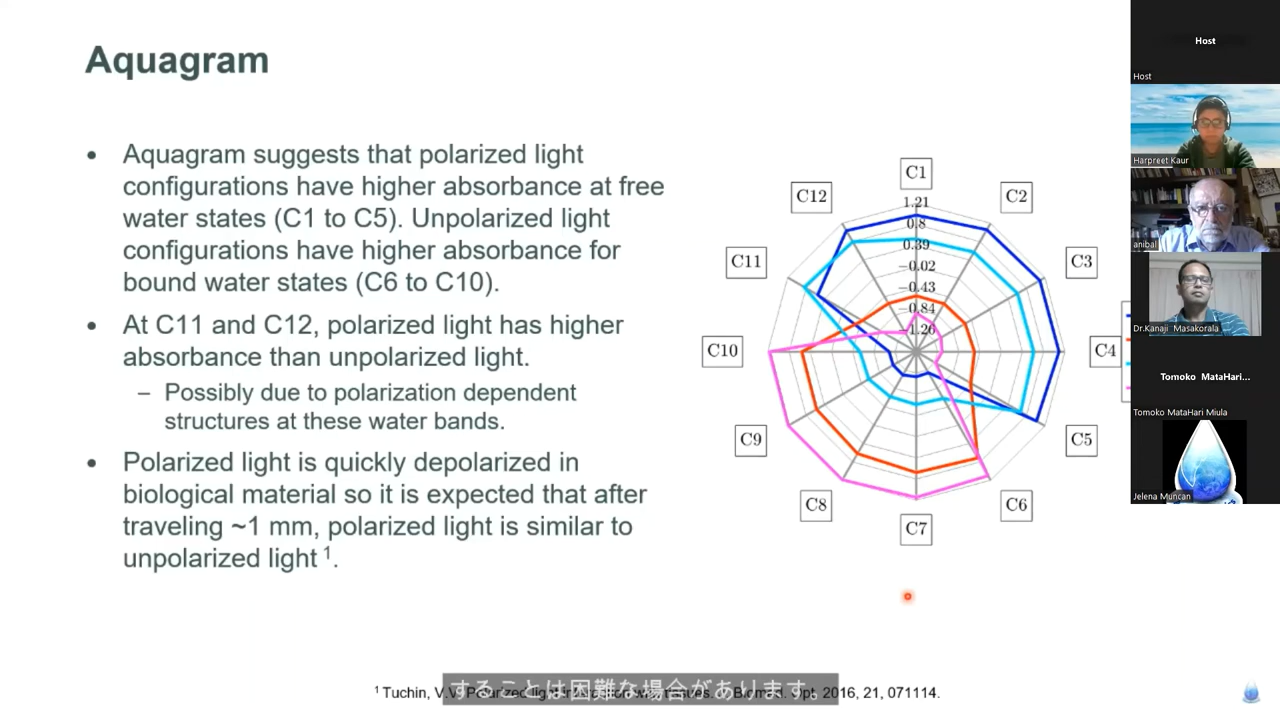 Aquagram
• Aquagram suggests that polarized light
configurations have higher absorbance at free
water states (C1 to C5). Unpolarized light
configurations have higher absorbance for
bound water states (C6 to C10).
• At C11 and C12, polarized light has higher
absorbance than unpolarized light.
– Possibly due to polarization dependent
structures at these water bands.
• Polarized light is quickly depolarized in
biological material so it is expected that after
traveling ~1 mm, polarized light is similar to
unpolarized light 1.
C1
C2
C3
C4
C5
C6
C7
C8
C9
C10
C11
C12
1.21
0.8
0.39
−0.02
−0.43
−0.84
−1.26
1 Tuchin, V.V. Polarized light
Opt. 2016, 21, 071114.
することは困難な場合があります。
Host
Host
Harpreet Kaur
anibal
Dr.Kanaji Masakorala
Tomoko MataHari...
Tomoko MataHari Miula
Jelena Muncan